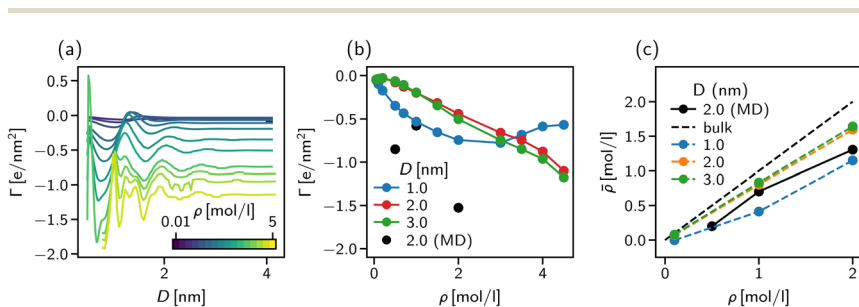 (a)
0.5
0.0
−0.5
−1.0
−1.5
−2.0
Γ [e/nm²]
ρ [mol/l]
0.01 5
2 4
D [nm]
(b)
0.0
−0.5
−1.0
−1.5
−2.0
Γ [e/nm²]
D [nm]
1.0
2.0
3.0
2.0 (MD)
0 1 2 3 4
ρ [mol/l]
(c)
2.0
1.5
1.0
0.5
0.0
ρ̄ [mol/l]
D (nm)
2.0 (MD)
bulk
1.0
2.0
3.0
0 1 2
ρ [mol/l]